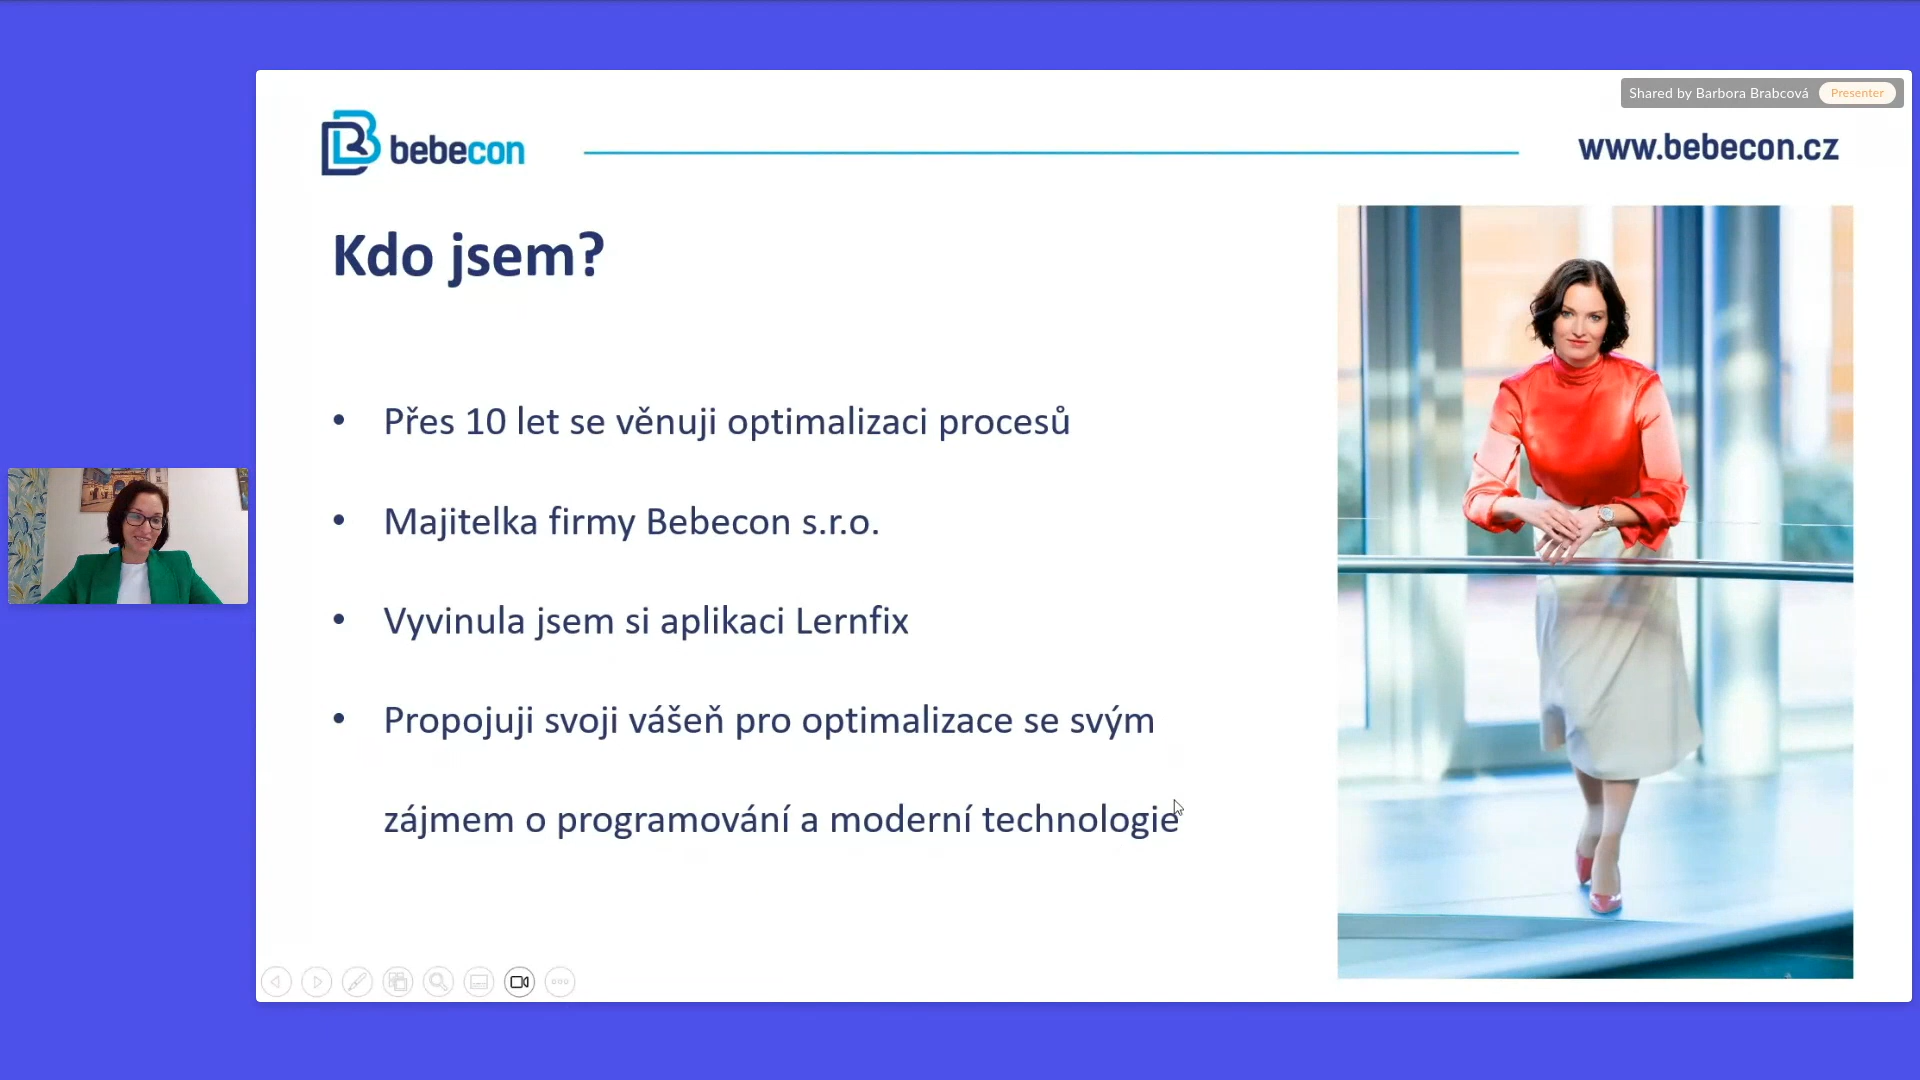 Shared by Barbora Brabcová Presenter
bebecon
www.bebecon.cz
Kdo jsem?
• Přes 10 let se věnuji optimalizaci procesů
• Majitelka firmy Bebecon s.r.o.
• Vyvinula jsem si aplikaci Lernfix
• Propojuji svoji vášeň pro optimalizace se svým
zájmem o programování a moderní technologie